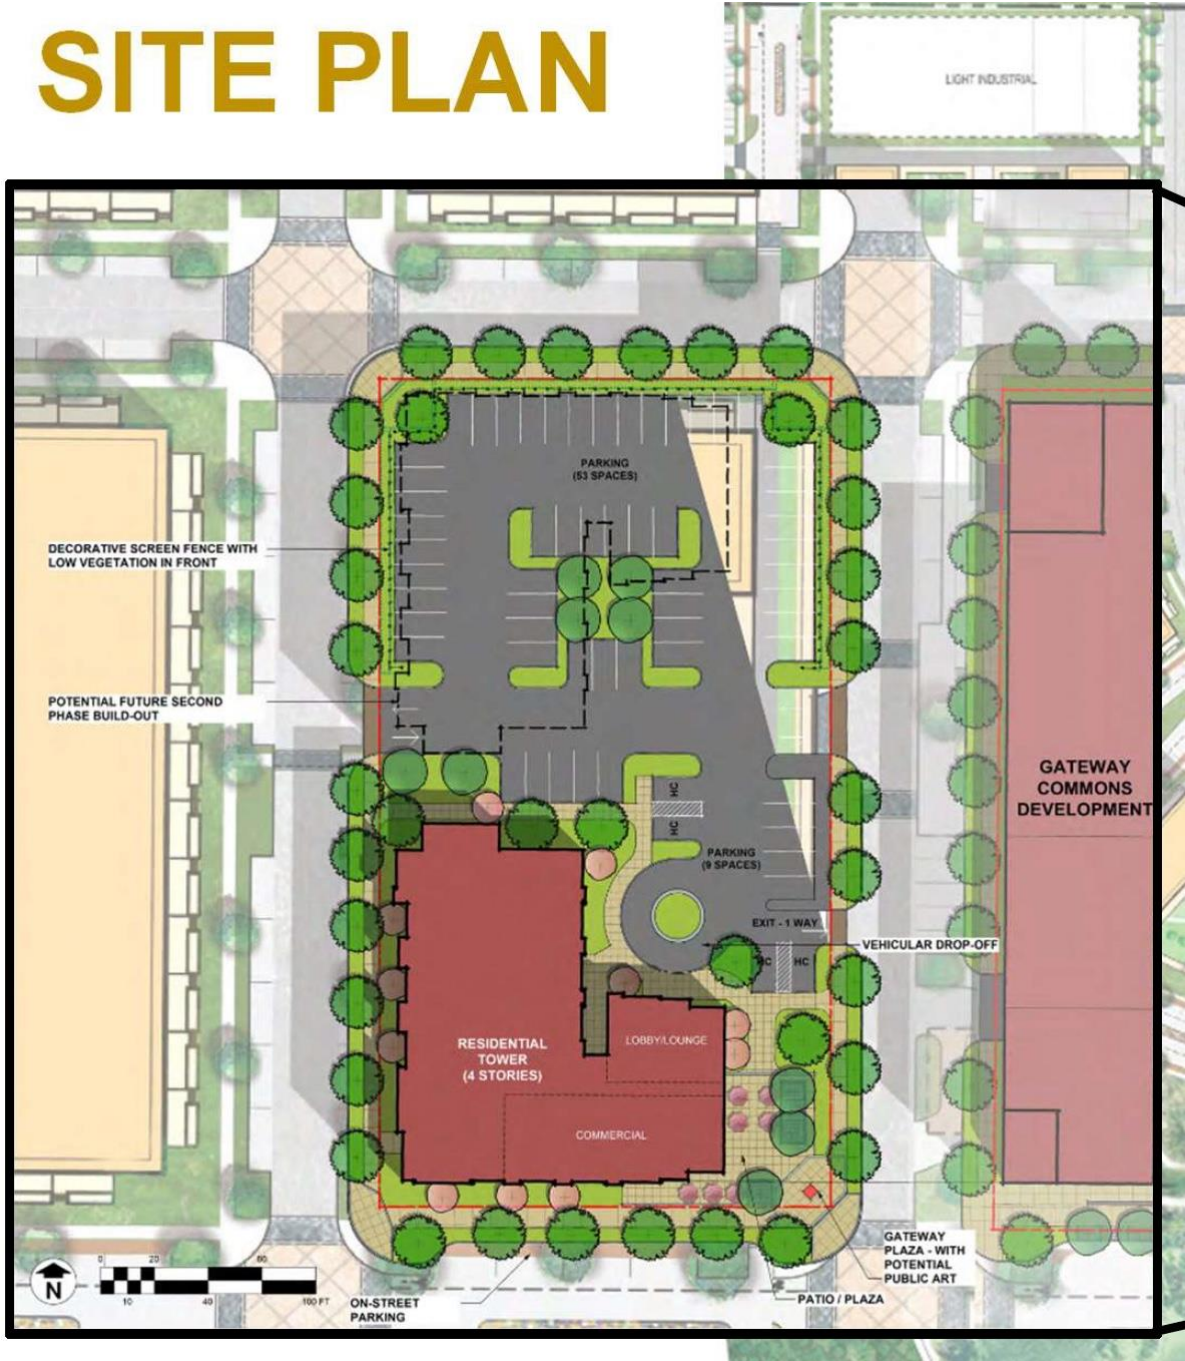 SITE PLAN
LIGHT INDUSTRIAL
PARKING
(53 SPACES)
DECORATIVE SCREEN FENCE WITH
LOW VEGETATION IN FRONT
POTENTIAL FUTURE SECOND
PHASE BUILD-OUT
GATEWAY
COMMONS
DEVELOPMENT
HC
HC
PARKING
(9 SPACES)
EXIT - 1 WAY
VEHICULAR DROP-OFF
HC
HC
RESIDENTIAL
TOWER
(4 STORIES)
LOBBY/LOUNGE
COMMERCIAL
GATEWAY
PLAZA - WITH
POTENTIAL
PUBLIC ART
PATIO / PLAZA
ON-STREET
PARKING
N
0 20 60
10 40 100 FT